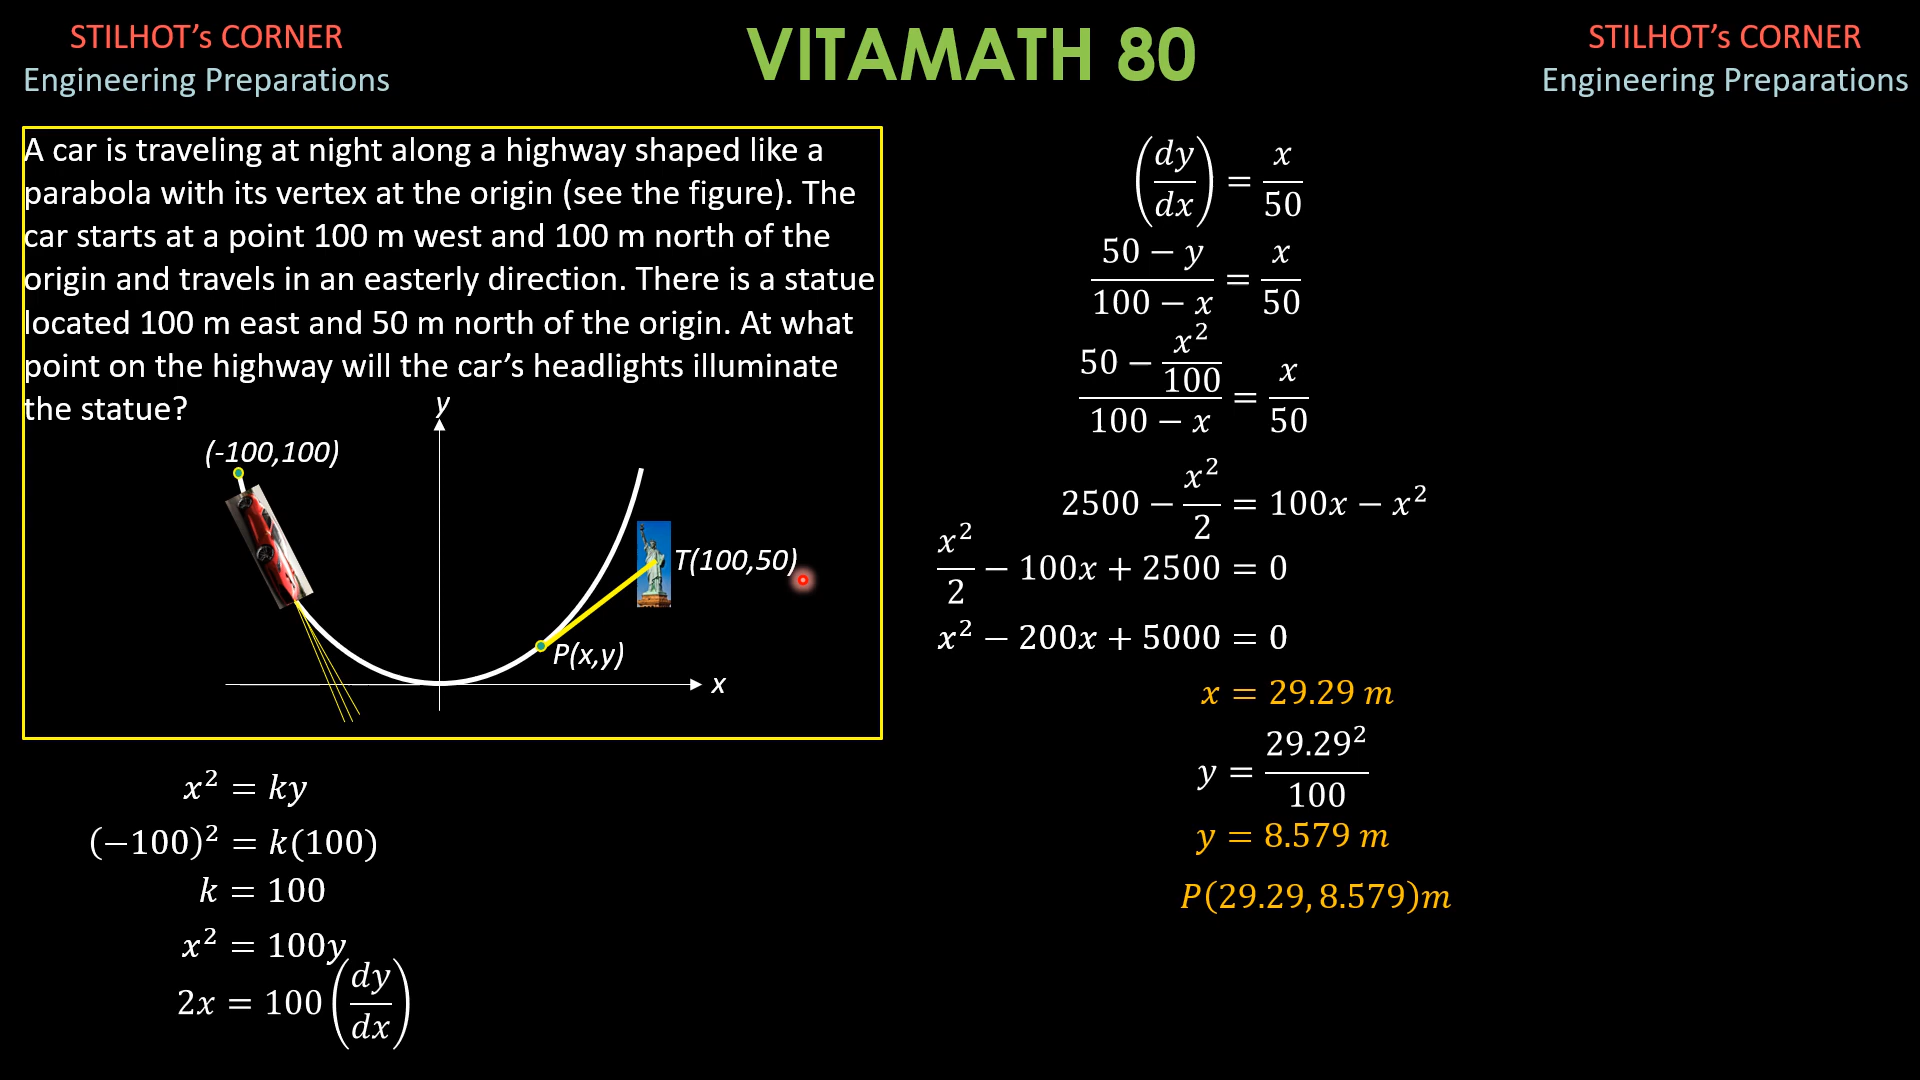 STILHOT’s CORNER
Engineering Preparations
VITAMATH 80
STILHOT’s CORNER
Engineering Preparations
A car is traveling at night along a highway shaped like a
parabola with its vertex at the origin (see the figure). The
car starts at a point 100 m west and 100 m north of the
origin and travels in an easterly direction. There is a statue
located 100 m east and 50 m north of the origin. At what
point on the highway will the car’s headlights illuminate
the statue?
y
(-100,100)
T(100,50)
P(x,y)
x
x² = ky
(−100)² = k(100)
k = 100
x² = 100y
2x = 100(dy/dx)
(dy/dx) = x/50
(50 − y)/(100 − x) = x/50
(50 − x²/100)/(100 − x) = x/50
2500 − x²/2 = 100x − x²
x²/2 − 100x + 2500 = 0
x² − 200x + 5000 = 0
x = 29.29 m
y = 29.29²/100
y = 8.579 m
P(29.29, 8.579)m